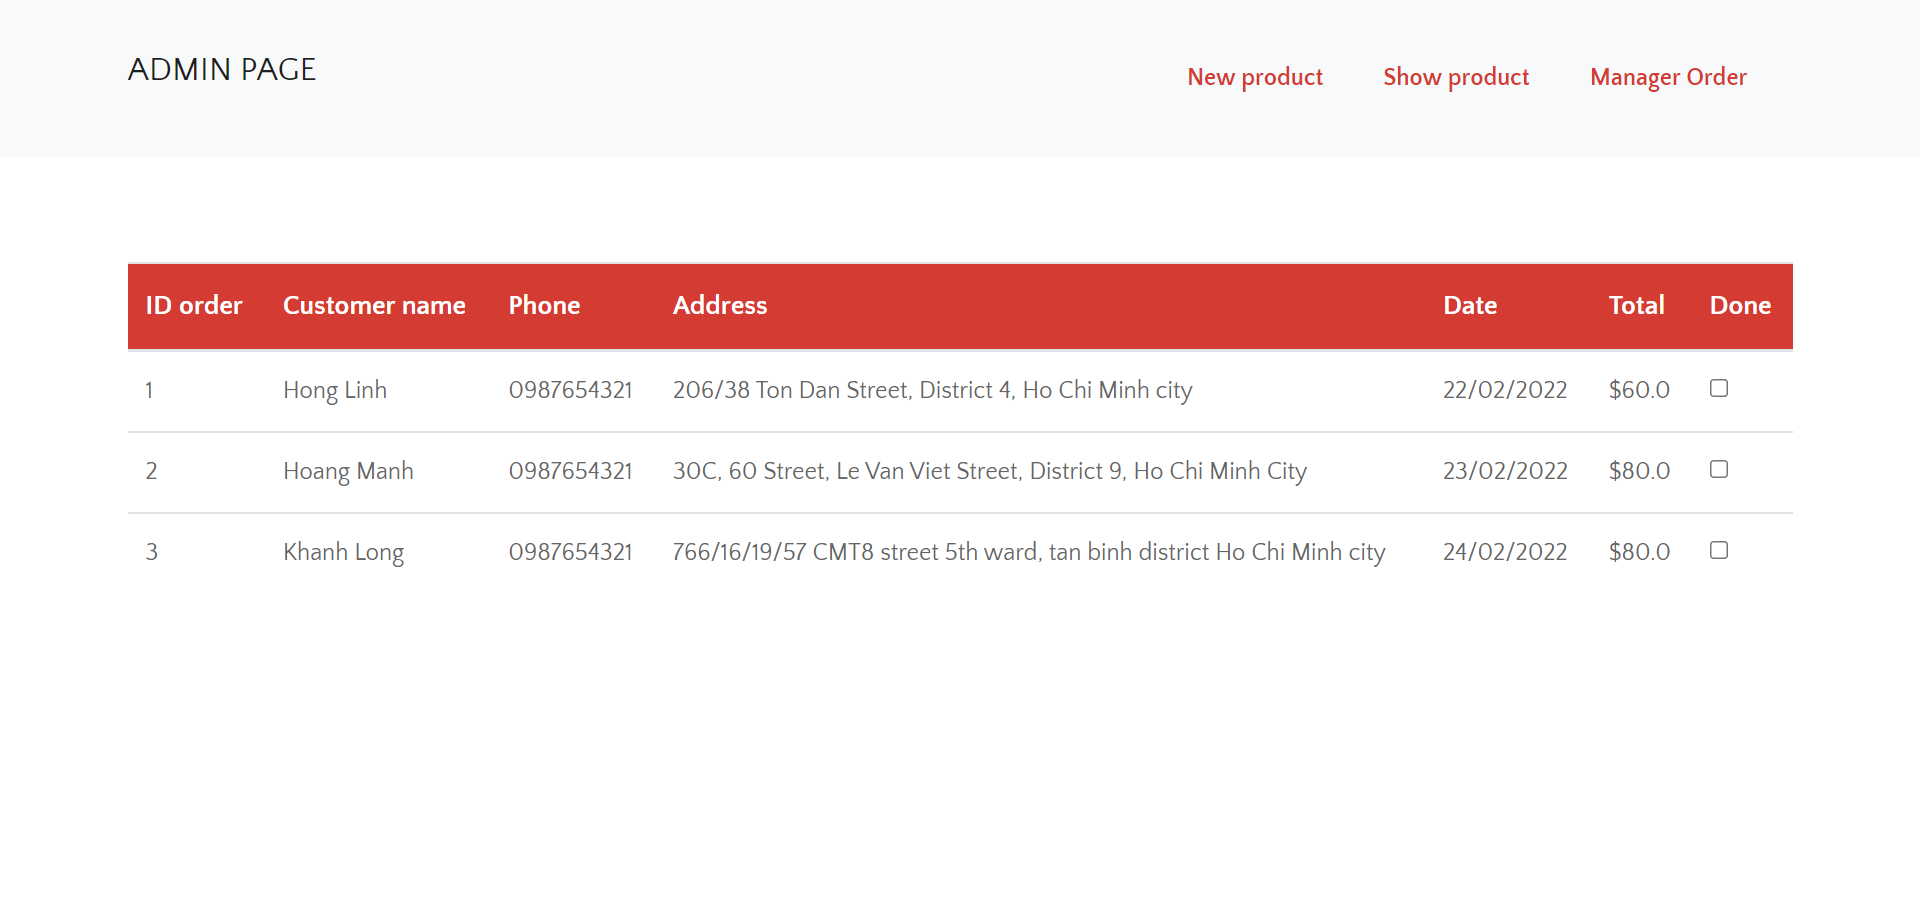 ADMIN PAGE
New product Show product Manager Order
ID order Customer name Phone Address Date Total Done
1 Hong Linh 0987654321 206/38 Ton Dan Street, District 4, Ho Chi Minh city 22/02/2022 $60.0
2 Hoang Manh 0987654321 30C, 60 Street, Le Van Viet Street, District 9, Ho Chi Minh City 23/02/2022 $80.0
3 Khanh Long 0987654321 766/16/19/57 CMT8 street 5th ward, tan binh district Ho Chi Minh city 24/02/2022 $80.0